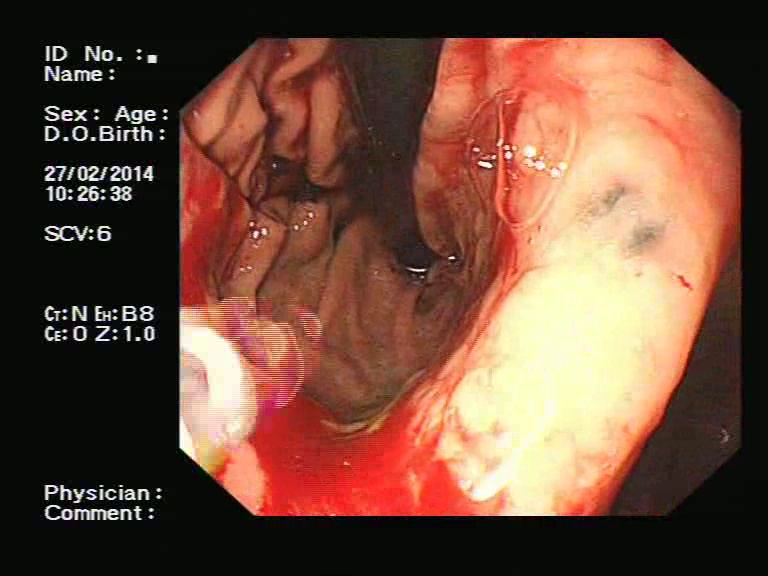 ID No. :
Name:
Sex: Age:
D.O.Birth:
27/02/2014
10:26:38
SCV:6
CT:N EH:B8
CE:0 Z:1.0
Physician:
Comment: